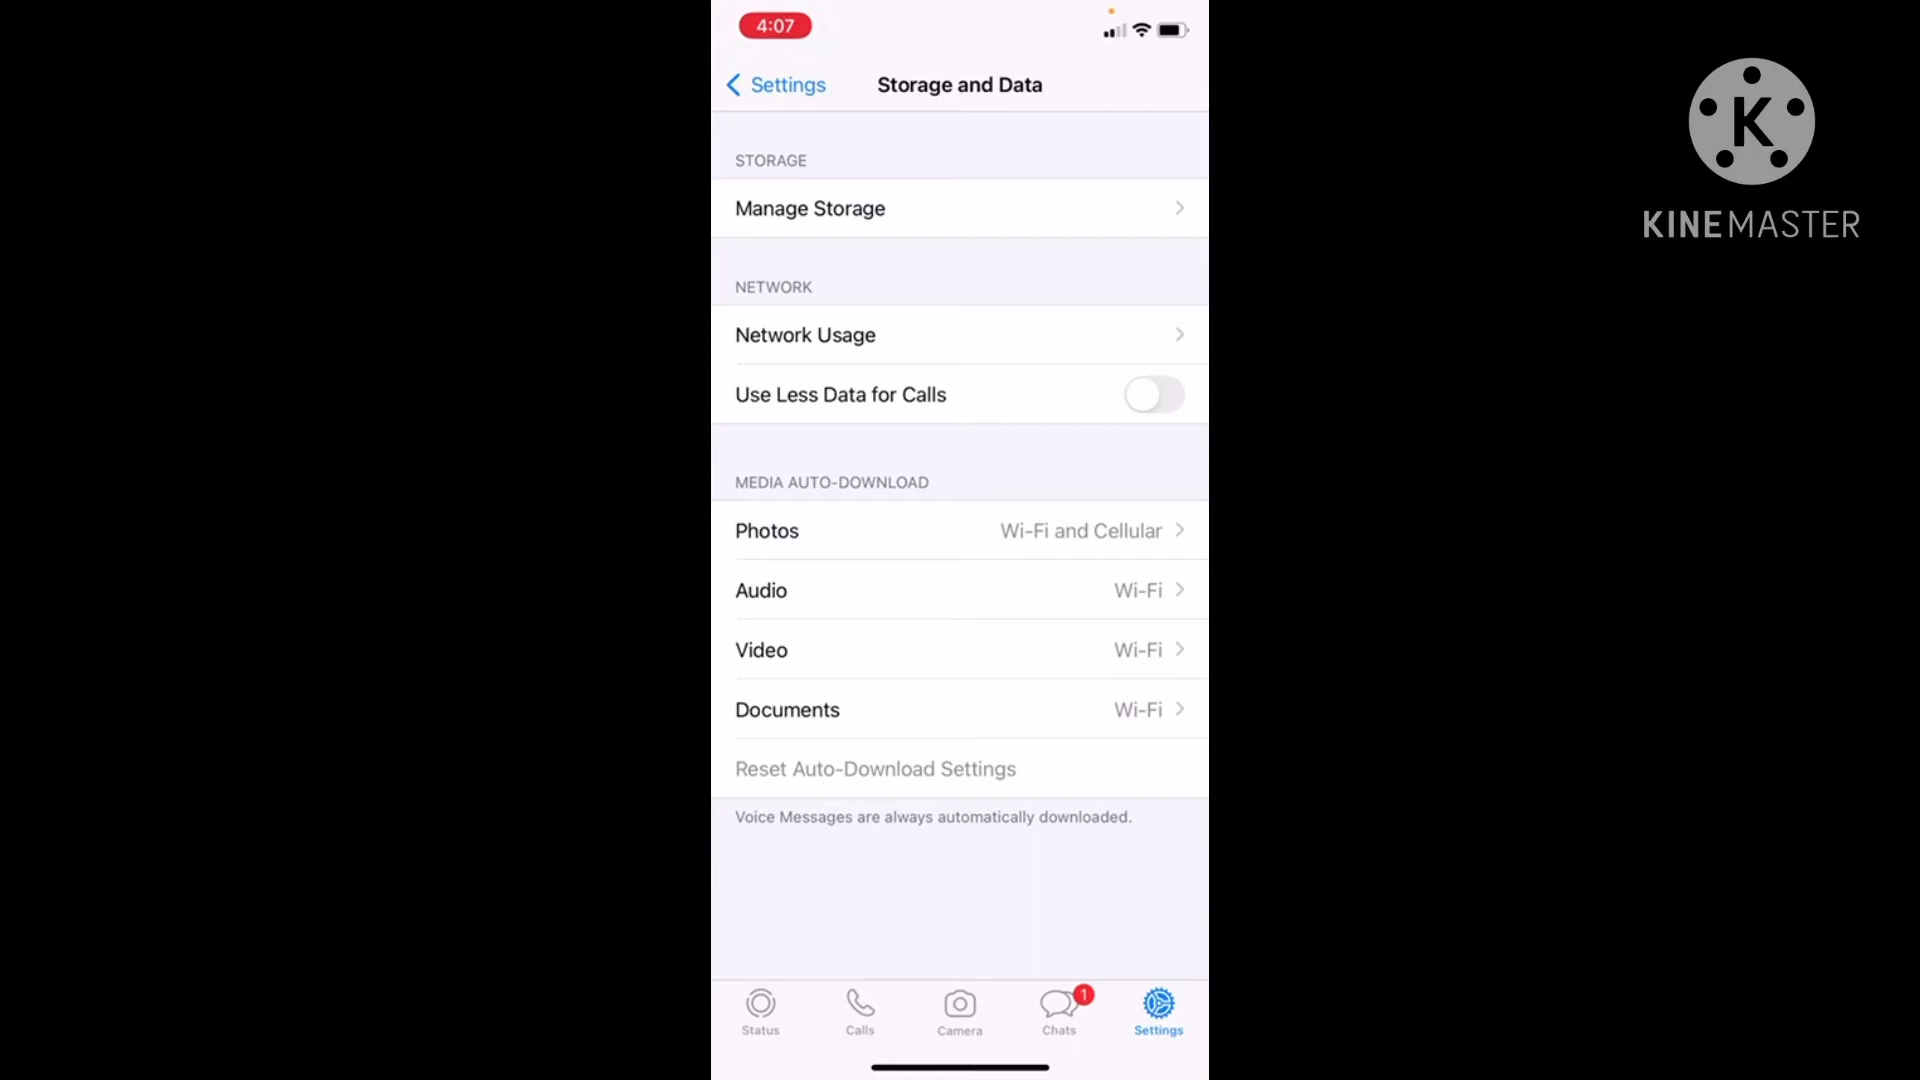 4:07
Settings
Storage and Data
STORAGE
Manage Storage
NETWORK
Network Usage
Use Less Data for Calls
MEDIA AUTO-DOWNLOAD
Photos Wi-Fi and Cellular
Audio Wi-Fi
Video Wi-Fi
Documents Wi-Fi
Reset Auto-Download Settings
Voice Messages are always automatically downloaded.
1
Status Calls Camera Chats Settings
K
KINEMASTER